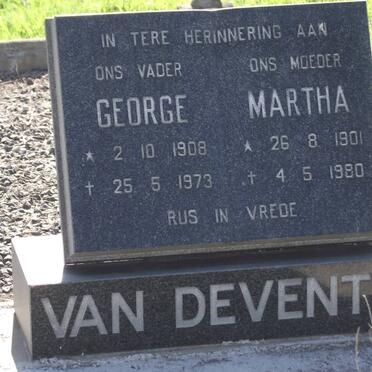 IN TERE HERINNERING AAN
ONS VADER ONS MOEDER
GEORGE MARTHA
* 2 10 1908 * 26 8 1901
† 25 5 1973 † 4 5 1980
RUS IN VREDE
VAN DEVENT